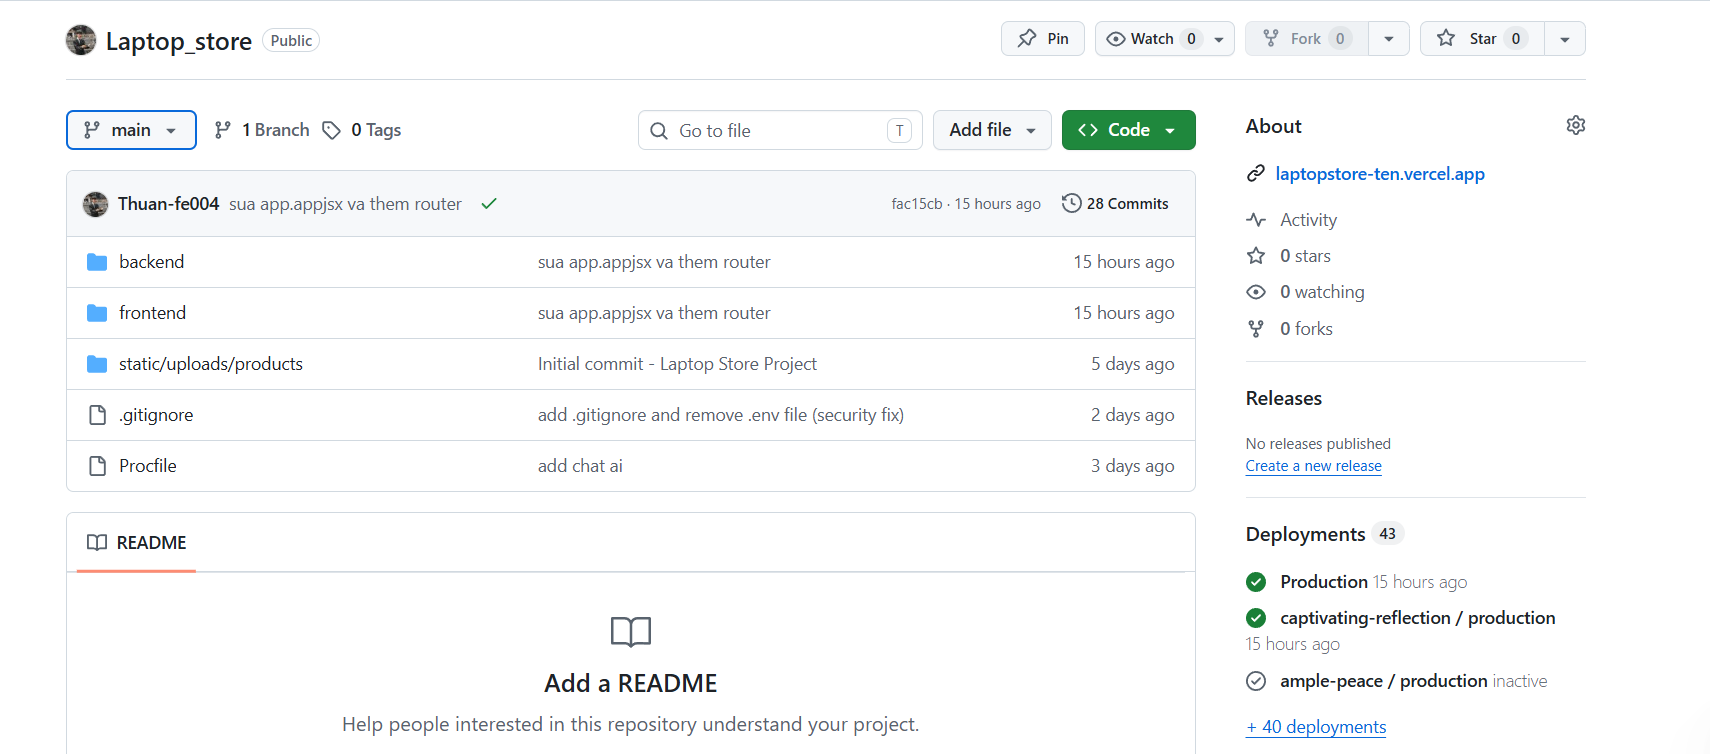 Laptop_store Public Pin Watch 0 Fork 0 Star 0
main 1 Branch 0 Tags Go to file T Add file Code
Thuan-fe004 sua app.appjsx va them router fac15cb · 15 hours ago 28 Commits
backend sua app.appjsx va them router 15 hours ago
frontend sua app.appjsx va them router 15 hours ago
static/uploads/products Initial commit - Laptop Store Project 5 days ago
.gitignore add .gitignore and remove .env file (security fix) 2 days ago
Procfile add chat ai 3 days ago
README
Add a README
Help people interested in this repository understand your project.
About
laptopstore-ten.vercel.app
Activity
0 stars
0 watching
0 forks
Releases
No releases published
Create a new release
Deployments 43
Production 15 hours ago
captivating-reflection / production
15 hours ago
ample-peace / production inactive
+ 40 deployments